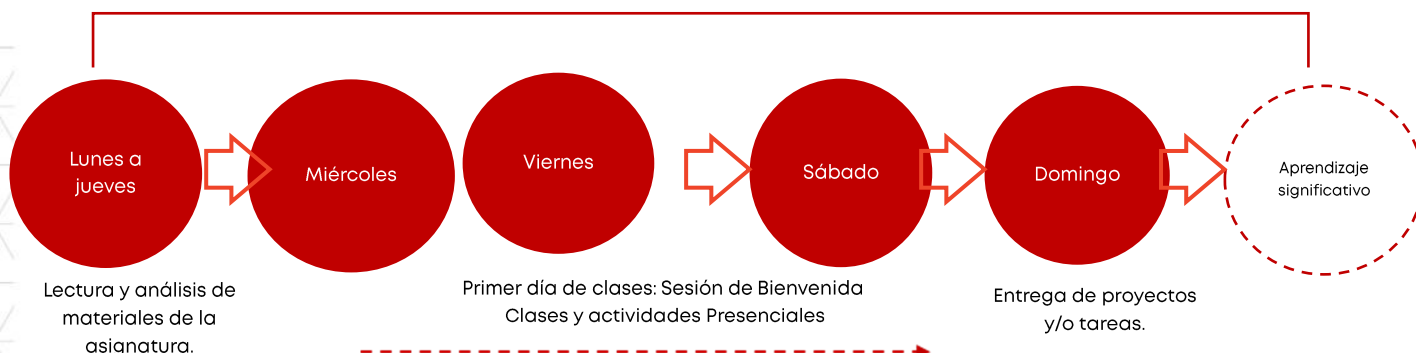 Lunes a
jueves
Miércoles
Viernes
Sábado
Domingo
Aprendizaje
significativo
Lectura y análisis de
materiales de la
asignatura.
Primer día de clases: Sesión de Bienvenida
Clases y actividades Presenciales
Entrega de proyectos
y/o tareas.